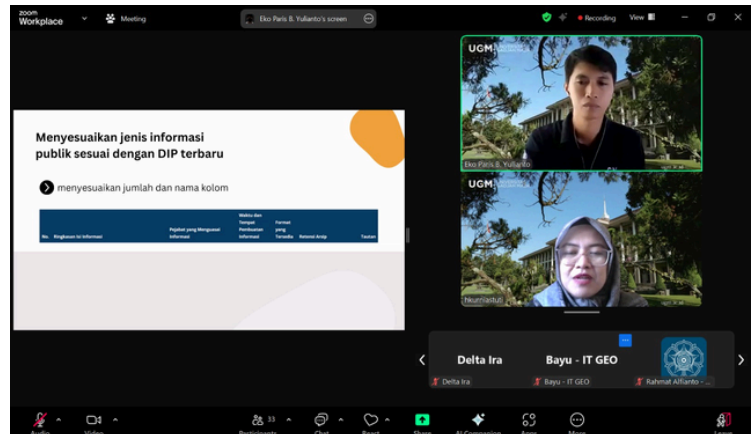 zoom
Workplace
Meeting
Eko Paris B. Yulianto's screen
Recording
View
Menyesuaikan jenis informasi
publik sesuai dengan DIP terbaru
menyesuaikan jumlah dan nama kolom
No. Ringkasan Isi Informasi
Pejabat yang Menguasai
Informasi
Waktu dan
Tempat
Pembuatan
Informasi
Format
yang
Tersedia
Retensi Arsip
Tautan
UGM
Eko Paris B. Yulianto
UGM
hkurniastuti
Delta Ira
Delta Ira
Bayu - IT GEO
Bayu - IT GEO
Rahmat Alfianto - ...
Audio
Video
33
Participants
Chat
React
Share
AI Companion
Apps
More
Leave